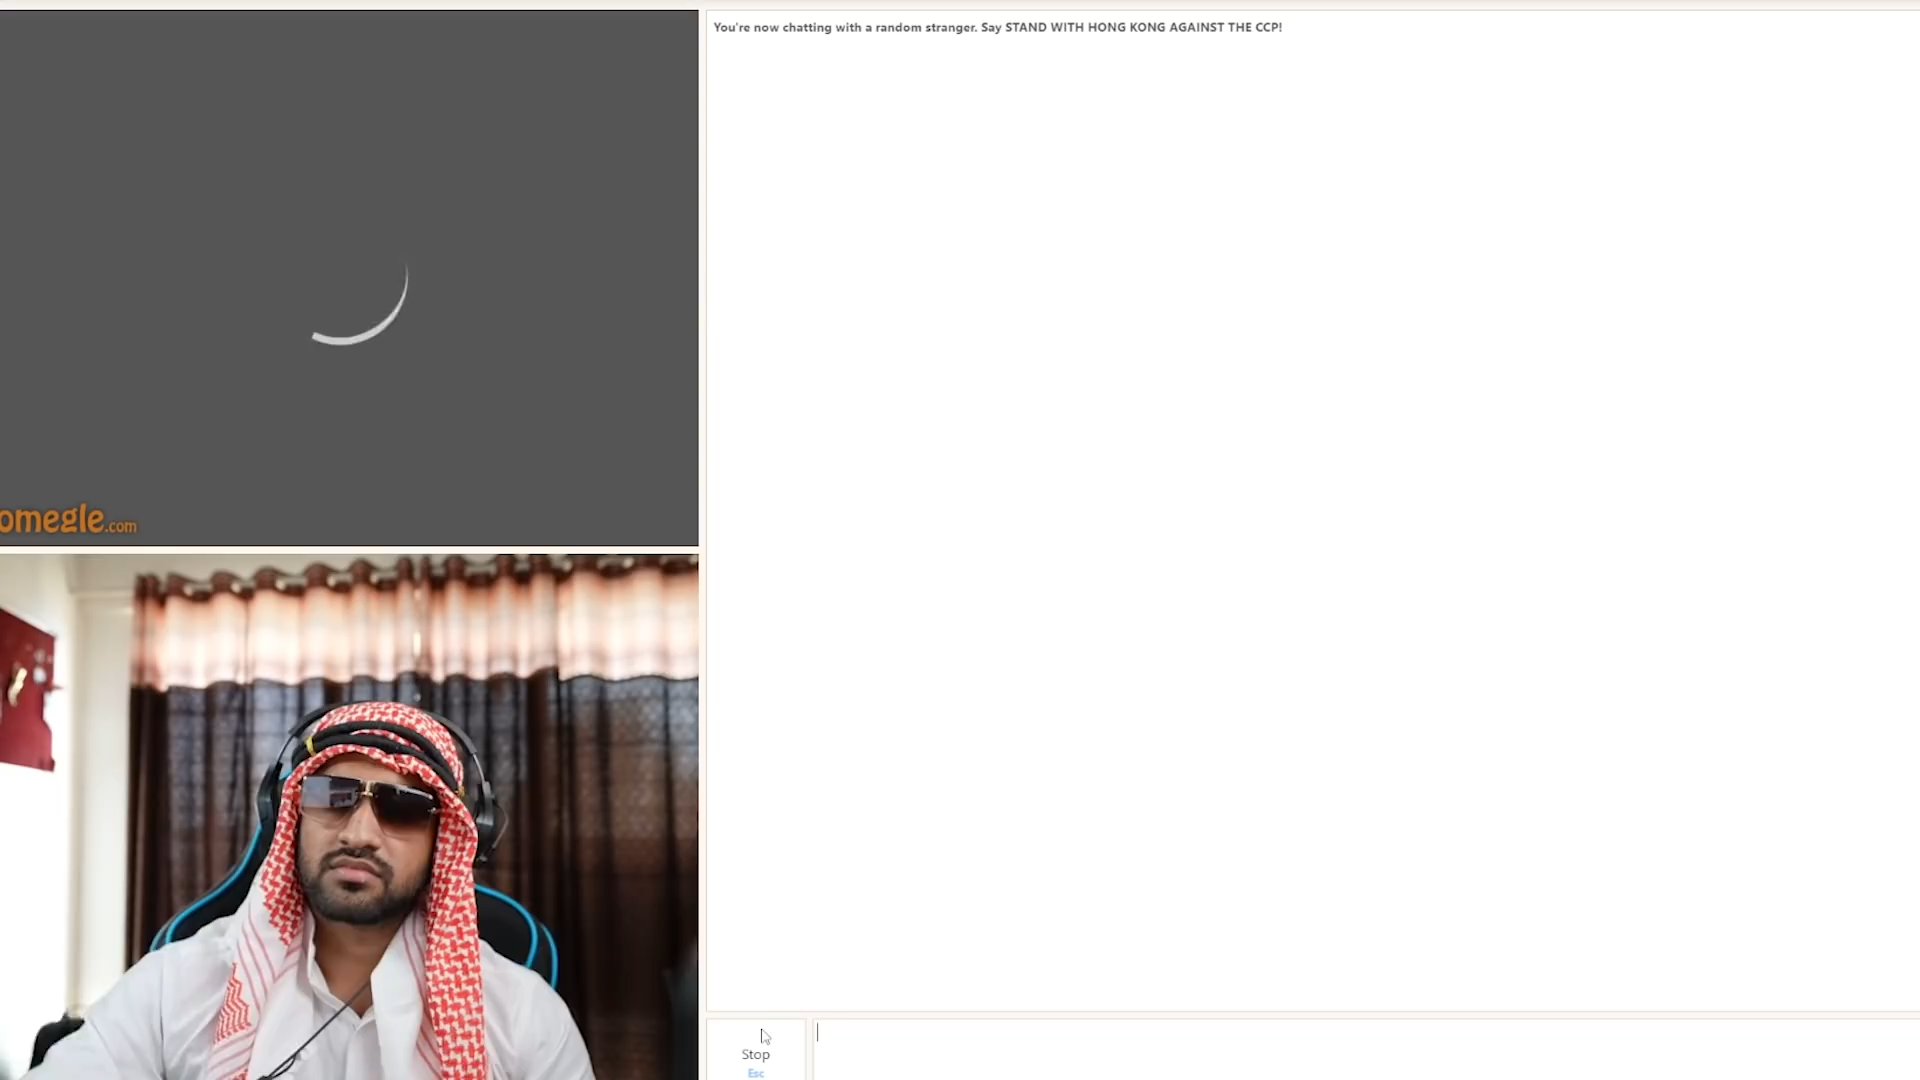 You're now chatting with a random stranger. Say STAND WITH HONG KONG AGAINST THE CCP!
omegle.com
Stop
Esc